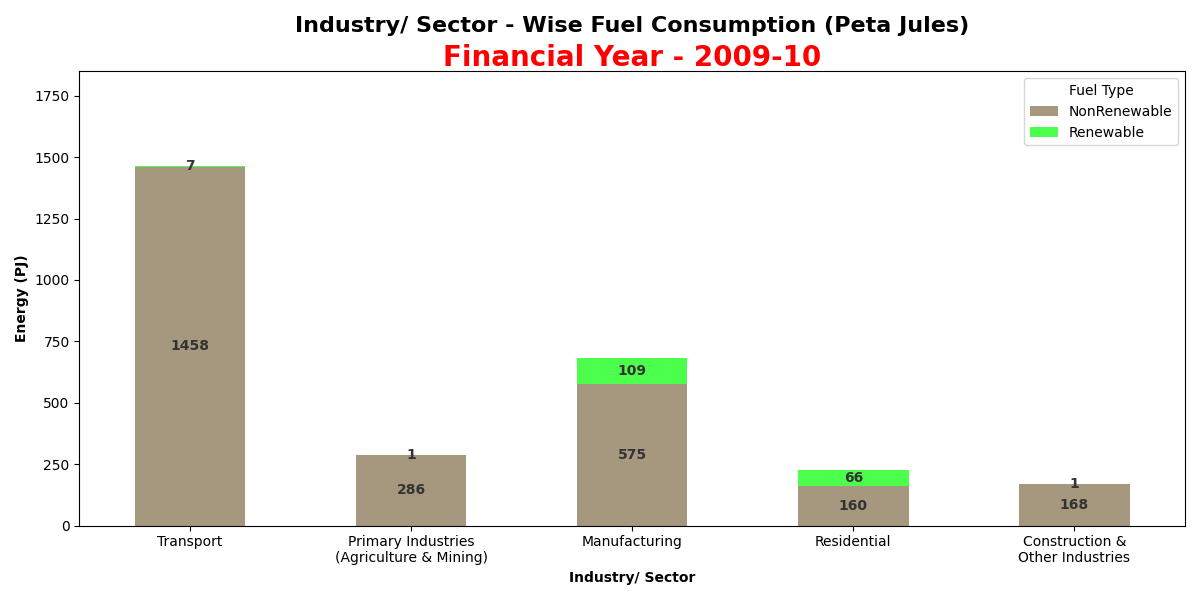 Industry/ Sector - Wise Fuel Consumption (Peta Jules)
Financial Year - 2009-10
Fuel Type
NonRenewable
Renewable
Energy (PJ)
1750
1500
1250
1000
750
500
250
0
7
1458
1
286
109
575
66
160
1
168
Transport
Primary Industries
(Agriculture & Mining)
Manufacturing
Residential
Construction &
Other Industries
Industry/ Sector